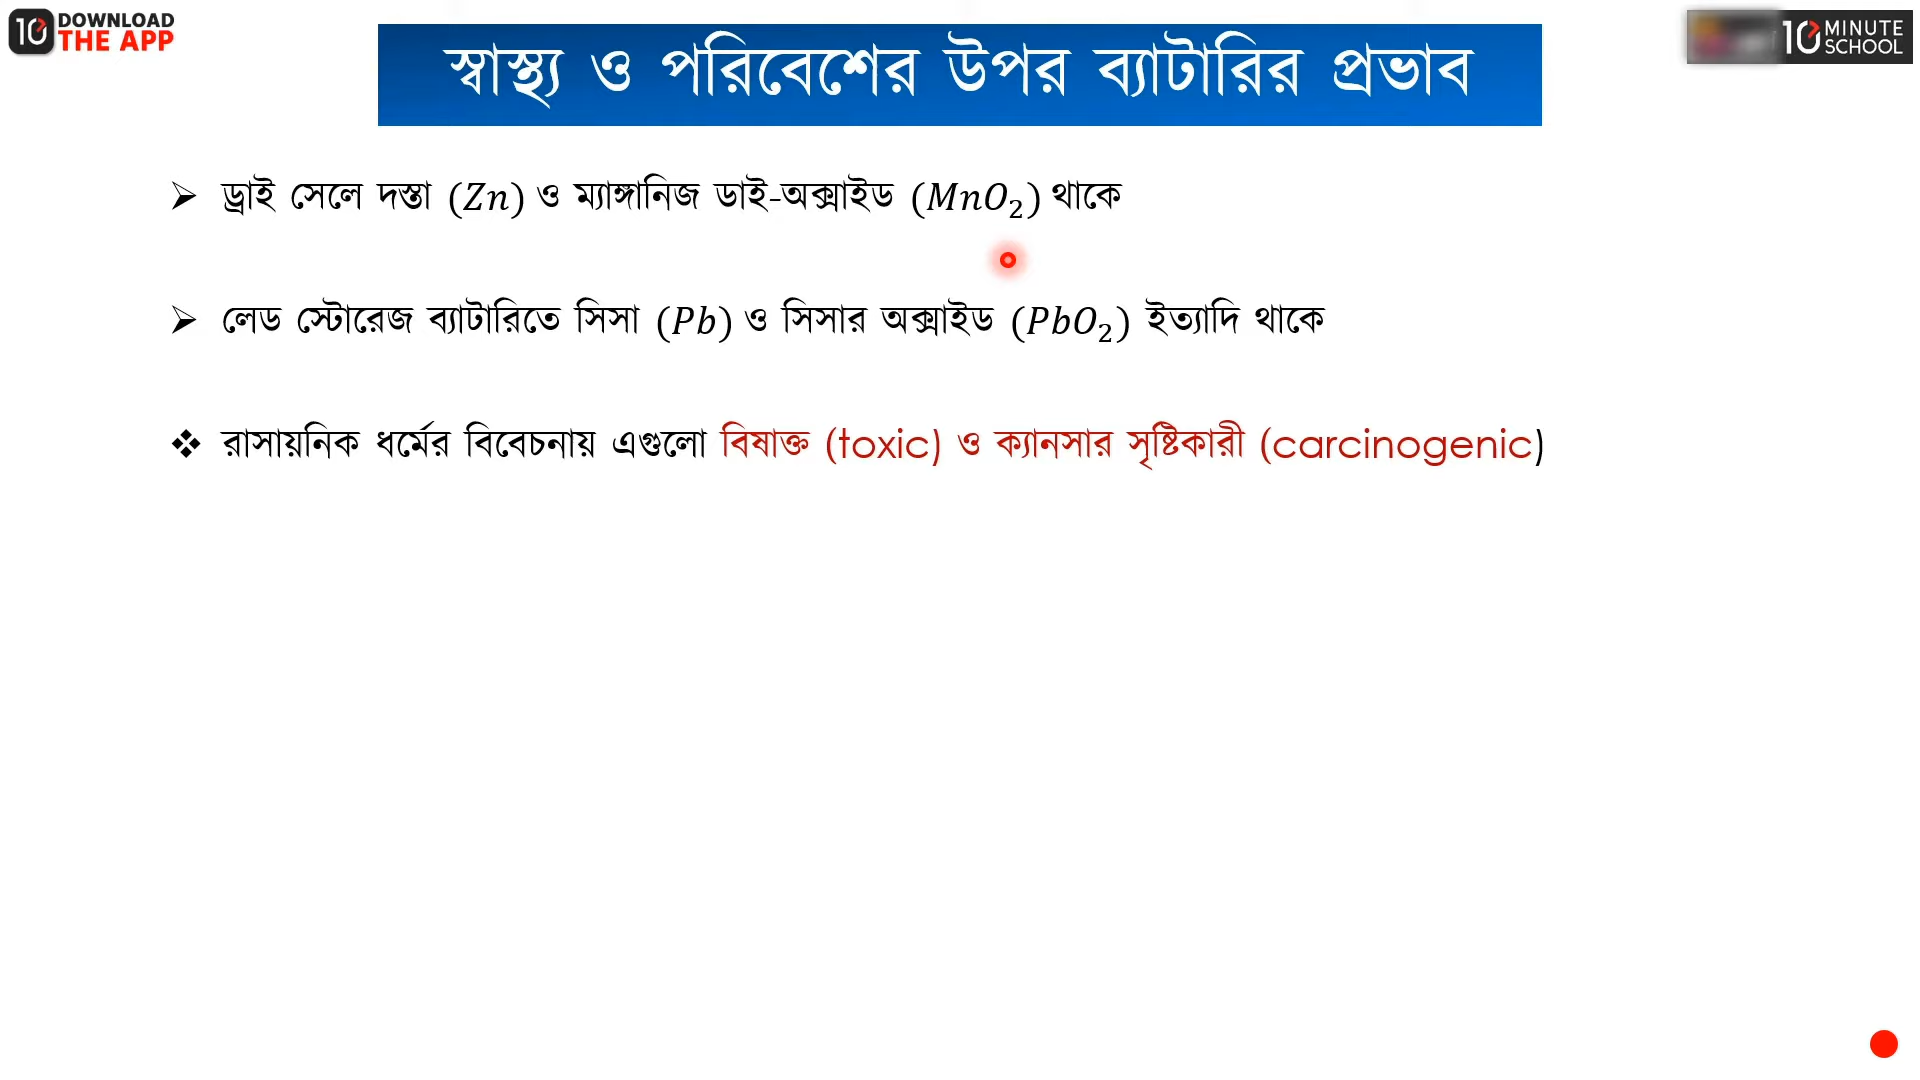 DOWNLOAD
THE APP
10 MINUTE
SCHOOL
স্বাস্থ্য ও পরিবেশের উপর ব্যাটারির প্রভাব
➢ ড্রাই সেলে দস্তা (Zn) ও ম্যাঙ্গানিজ ডাই-অক্সাইড (MnO₂) থাকে
➢ লেড স্টোরেজ ব্যাটারিতে সিসা (Pb) ও সিসার অক্সাইড (PbO₂) ইত্যাদি থাকে
❖ রাসায়নিক ধর্মের বিবেচনায় এগুলো বিষাক্ত (toxic) ও ক্যানসার সৃষ্টিকারী (carcinogenic)